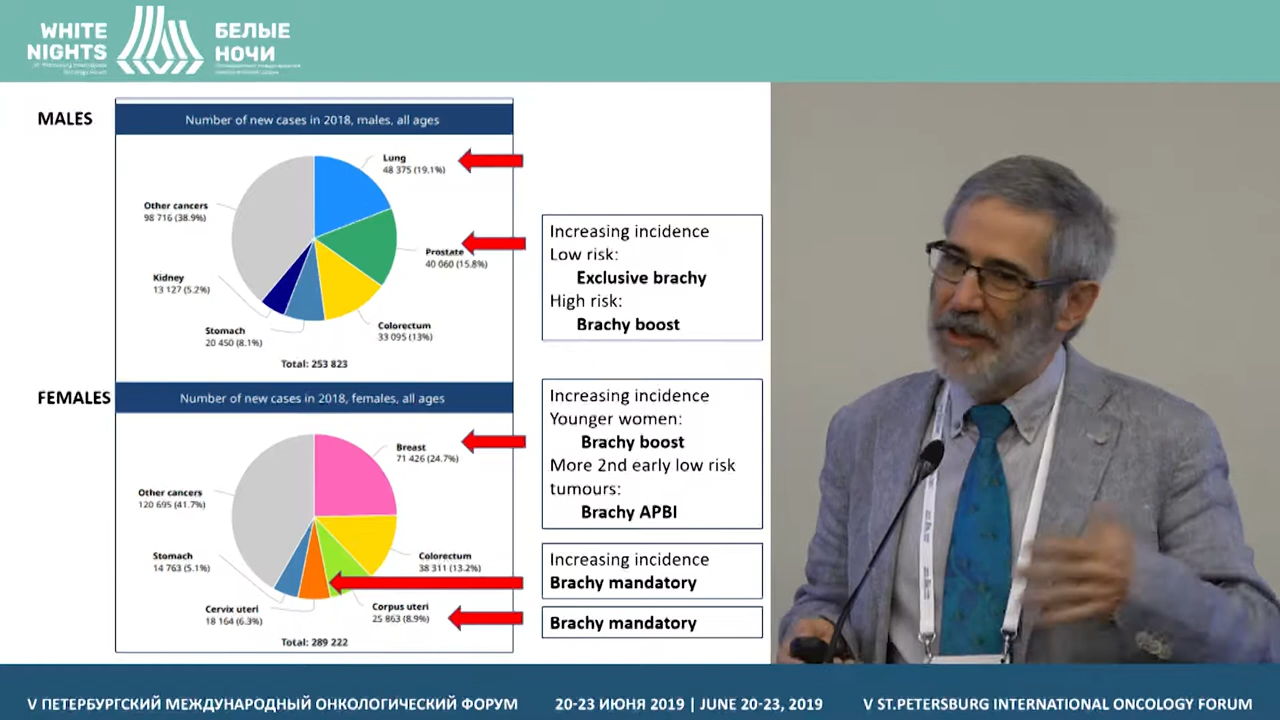 WHITE
NIGHTS
БЕЛЫЕ
НОЧИ
MALES
Number of new cases in 2018, males, all ages
Lung
48 375 (19.1%)
Other cancers
98 716 (38.9%)
Prostate
40 060 (15.8%)
Kidney
13 127 (5.2%)
Stomach
20 450 (8.1%)
Colorectum
33 095 (13%)
Total: 253 823
Increasing incidence
Low risk:
Exclusive brachy
High risk:
Brachy boost
FEMALES
Number of new cases in 2018, females, all ages
Breast
71 426 (24.7%)
Other cancers
120 695 (41.7%)
Stomach
14 763 (5.1%)
Colorectum
38 311 (13.2%)
Cervix uteri
18 164 (6.3%)
Corpus uteri
25 863 (8.9%)
Total: 289 222
Increasing incidence
Younger women:
Brachy boost
More 2nd early low risk
tumours:
Brachy APBI
Increasing incidence
Brachy mandatory
Brachy mandatory
V ПЕТЕРБУРГСКИЙ МЕЖДУНАРОДНЫЙ ОНКОЛОГИЧЕСКИЙ ФОРУМ
20-23 ИЮНЯ 2019 | JUNE 20-23, 2019
V ST.PETERSBURG INTERNATIONAL ONCOLOGY FORUM